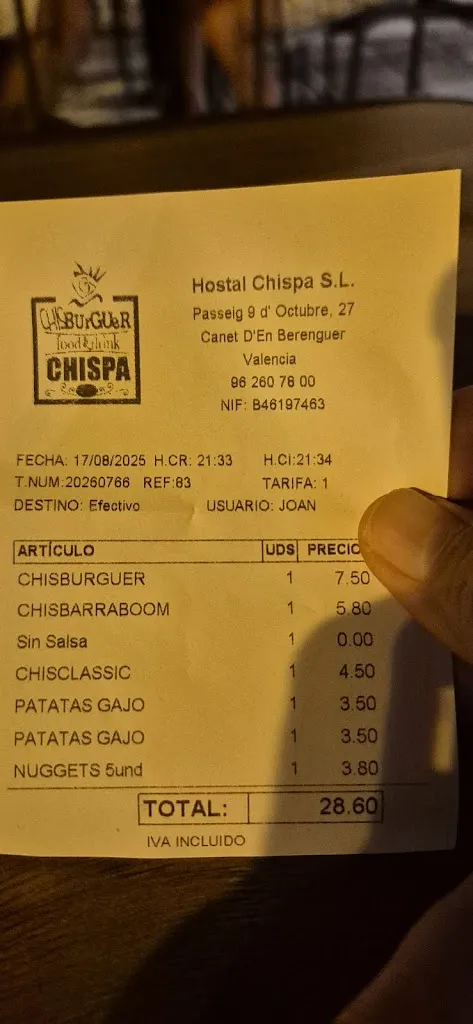 CHISBURGUER
food&drink
CHISPA
Hostal Chispa S.L.
Passeig 9 d' Octubre, 27
Canet D'En Berenguer
Valencia
96 260 78 00
NIF: B46197463
FECHA: 17/08/2025 H.CR: 21:33 H.CI:21:34
T.NUM:20260766 REF:83 TARIFA: 1
DESTINO: Efectivo USUARIO: JOAN
ARTÍCULO UDS PRECIO
CHISBURGUER 1 7.50
CHISBARRABOOM 1 5.80
Sin Salsa 1 0.00
CHISCLASSIC 1 4.50
PATATAS GAJO 1 3.50
PATATAS GAJO 1 3.50
NUGGETS 5und 1 3.80
TOTAL: 28.60
IVA INCLUIDO